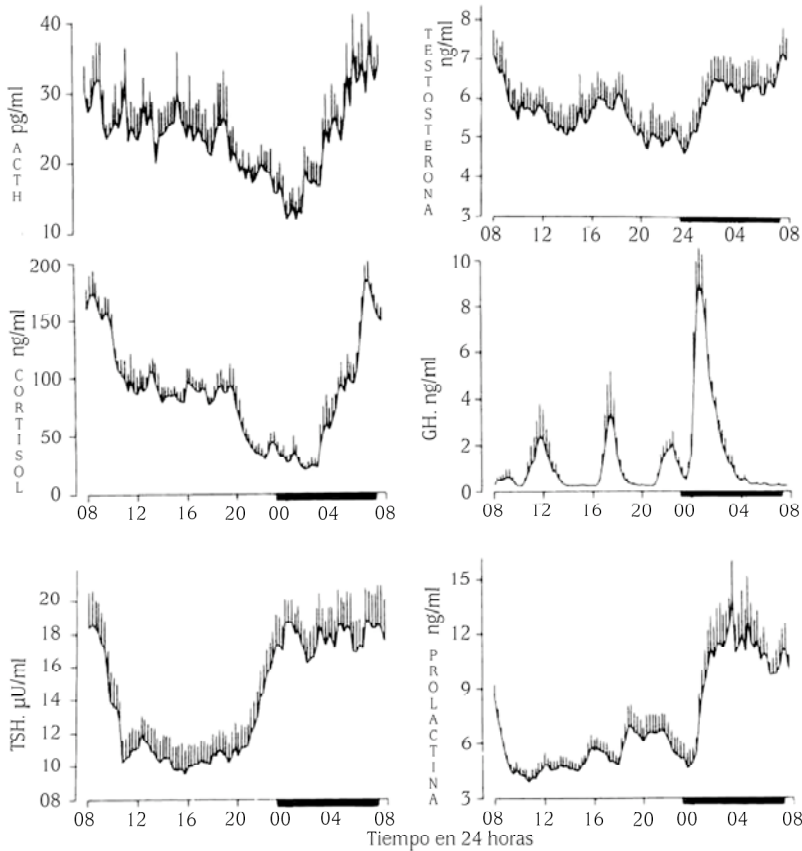 40
30
20
10
pg/ml
ACTH
TESTOSTERONA
ng/ml
8
7
6
5
4
3
08 12 16 20 24 04 08
200
150
100
50
0
ng/ml
CORTISOL
08 12 16 20 00 04 08
10
8
6
4
2
0
GH. ng/ml
08 12 16 20 00 04 08
20
18
16
14
12
10
08
TSH. µU/ml
08 12 16 20 00 04 08
15
12
9
6
3
ng/ml
PROLACTINA
08 12 16 20 00 04 08
Tiempo en 24 horas